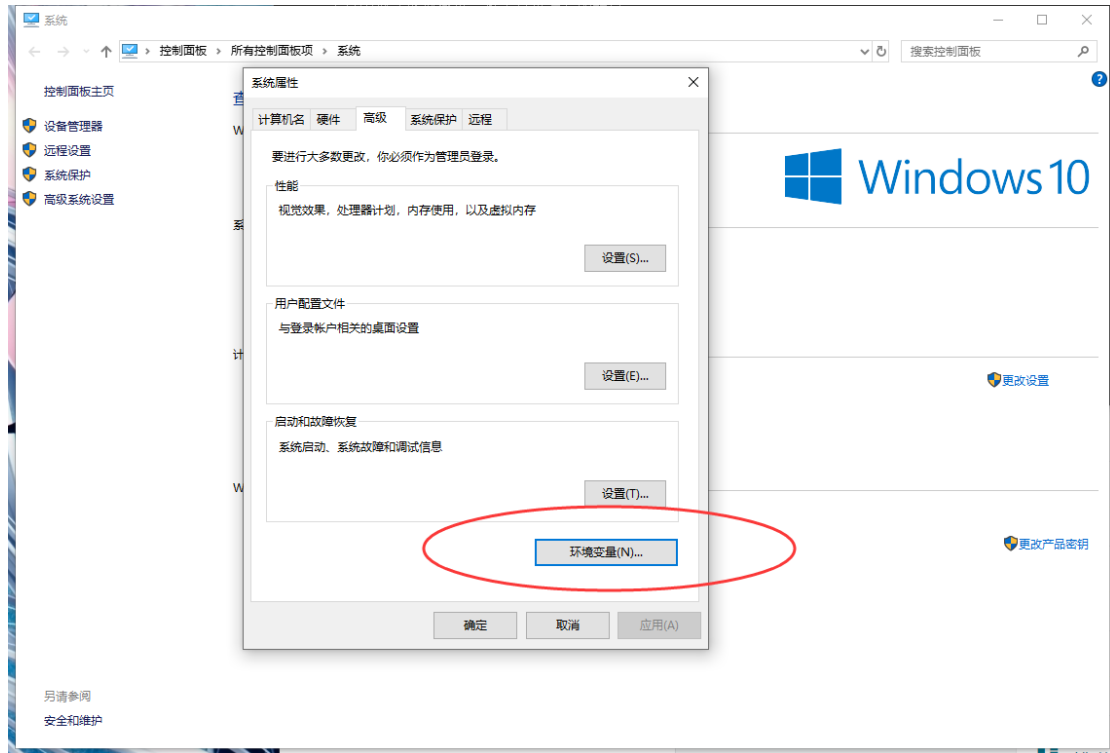 系统
控制面板 › 所有控制面板项 › 系统
搜索控制面板
控制面板主页
设备管理器
远程设置
系统保护
高级系统设置
查
W
系
计
W
系统属性
计算机名 硬件 高级 系统保护 远程
要进行大多数更改，你必须作为管理员登录。
性能
视觉效果，处理器计划，内存使用，以及虚拟内存
设置(S)...
用户配置文件
与登录帐户相关的桌面设置
设置(E)...
启动和故障恢复
系统启动、系统故障和调试信息
设置(T)...
环境变量(N)...
确定 取消 应用(A)
Windows 10
更改设置
更改产品密钥
另请参阅
安全和维护